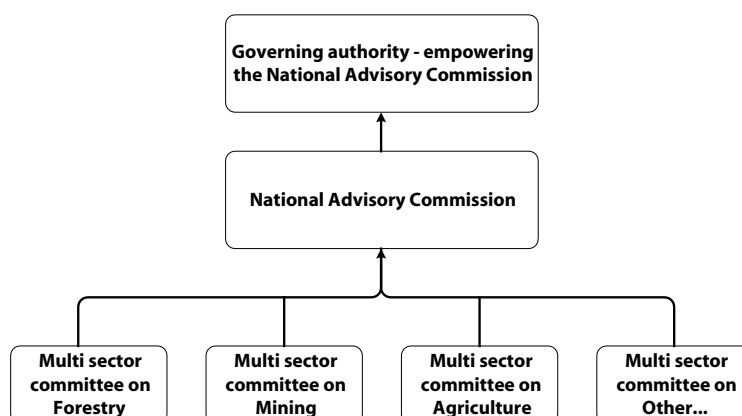 Governing authority - empowering
the National Advisory Commission
National Advisory Commission
Multi sector
committee on
Forestry
Multi sector
committee on
Mining
Multi sector
committee on
Agriculture
Multi sector
committee on
Other...